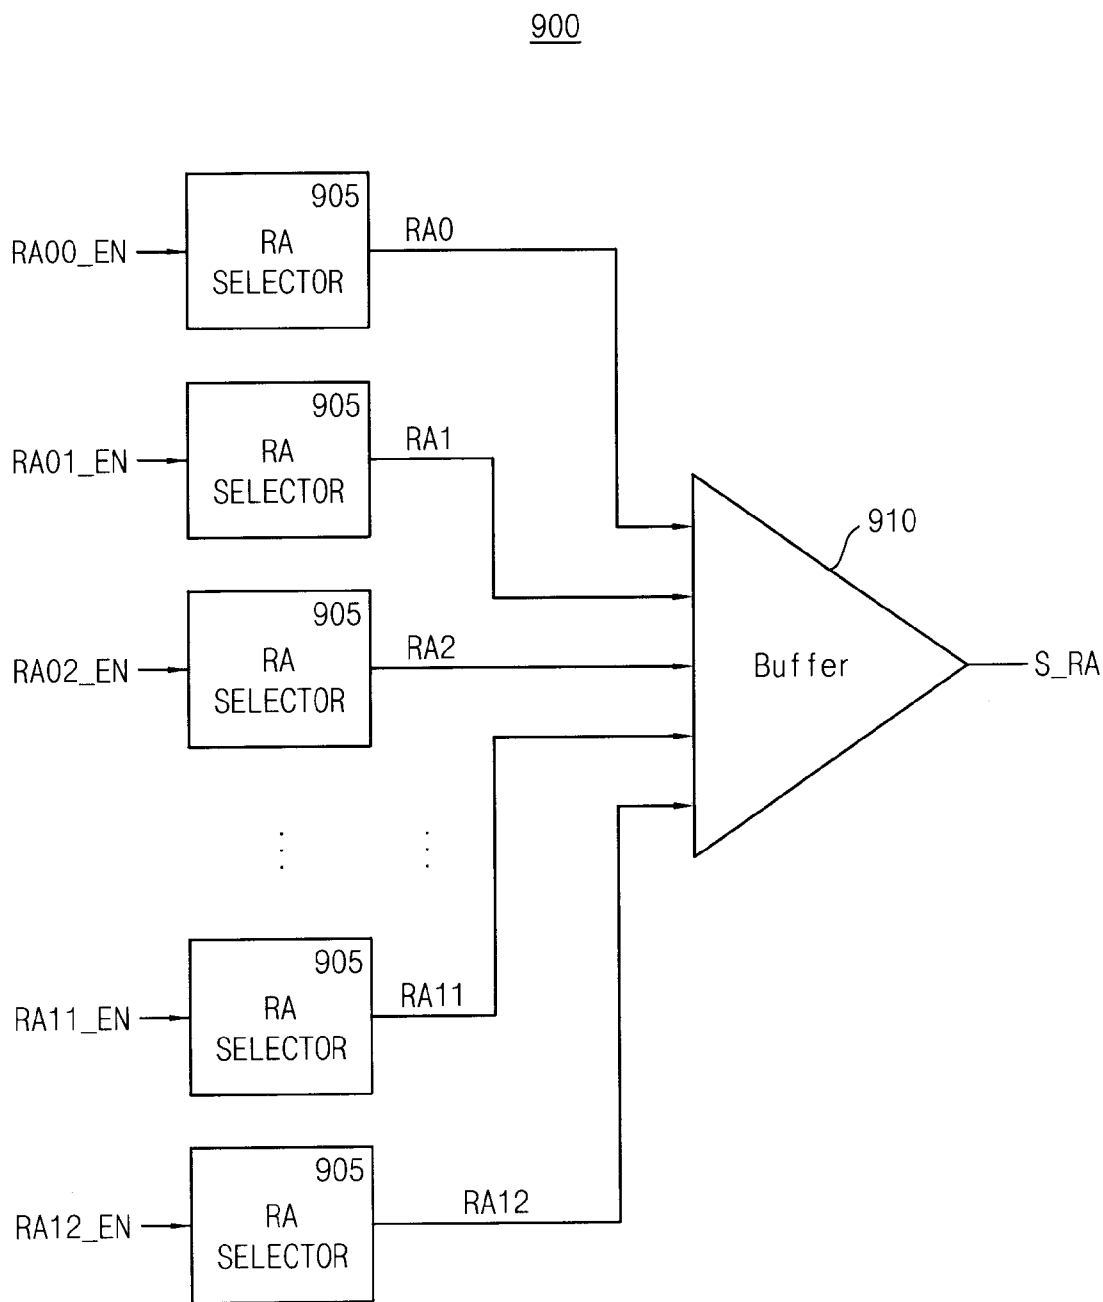 900
905
RA00_EN
RA
SELECTOR
RA0
905
RA01_EN
RA
SELECTOR
RA1
910
905
RA02_EN
RA
SELECTOR
RA2
Buffer
S_RA
905
RA11_EN
RA
SELECTOR
RA11
905
RA12_EN
RA
SELECTOR
RA12